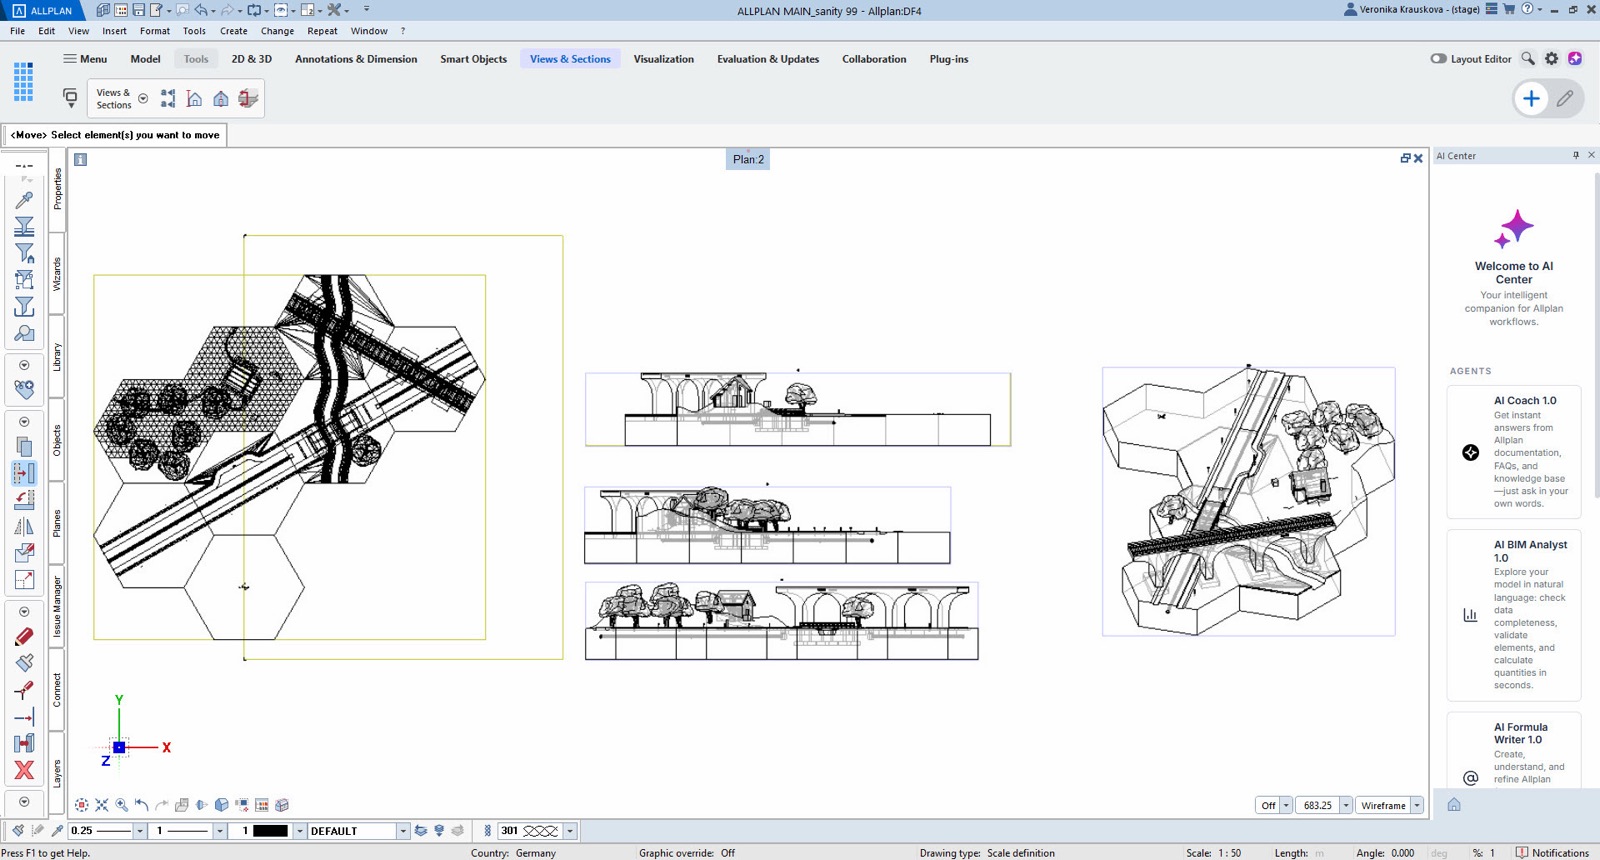 ALLPLAN
ALLPLAN MAIN_sanity 99 - Allplan:DF4
Veronika Krauskova - (stage)
File Edit View Insert Format Tools Create Change Repeat Window ?
Menu Model Tools 2D & 3D Annotations & Dimension Smart Objects Views & Sections Visualization Evaluation & Updates Collaboration Plug-ins
Layout Editor
Views &
Sections
<Move> Select element(s) you want to move
Plan:2
Properties
Wizards
Library
Objects
Planes
Issue Manager
Connect
Layers
Y
X
Z
AI Center
Welcome to AI
Center
Your intelligent
companion for Allplan
workflows.
AGENTS
AI Coach 1.0
Get instant
answers from
Allplan
documentation,
FAQs, and
knowledge base
—just ask in your
own words.
AI BIM Analyst
1.0
Explore your
model in natural
language: check
data
completeness,
validate
elements, and
calculate
quantities in
seconds.
AI Formula
Writer 1.0
Create,
understand, and
refine Allplan
Off 683.25 Wireframe
0.25 1 1 DEFAULT 301
Press F1 to get Help.
Country: Germany
Graphic override: Off
Drawing type: Scale definition
Scale: 1 : 50
Length: m
Angle: 0.000 deg
%: 1
Notifications